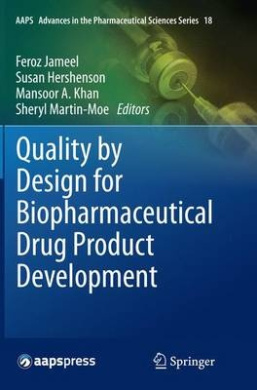 AAPS Advances in the Pharmaceutical Sciences Series 18
Feroz Jameel
Susan Hershenson
Mansoor A. Khan
Sheryl Martin-Moe Editors
Quality by
Design for
Biopharmaceutical
Drug Product
Development
aapspress
Springer